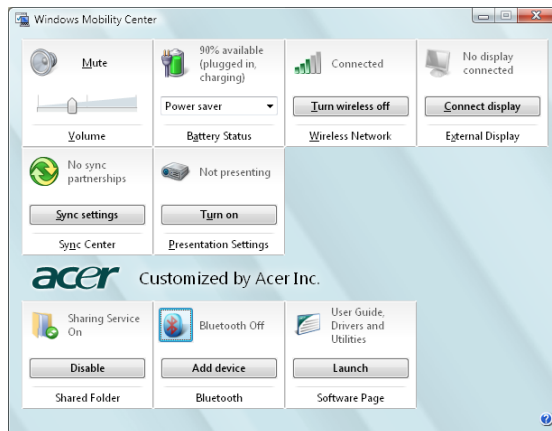 Windows Mobility Center
Mute
Volume
90% available
(plugged in,
charging)
Power saver
Battery Status
Connected
Turn wireless off
Wireless Network
No display
connected
Connect display
External Display
No sync
partnerships
Sync settings
Sync Center
Not presenting
Turn on
Presentation Settings
acer Customized by Acer Inc.
Sharing Service
On
Disable
Shared Folder
Bluetooth Off
Add device
Bluetooth
User Guide,
Drivers and
Utilities
Launch
Software Page